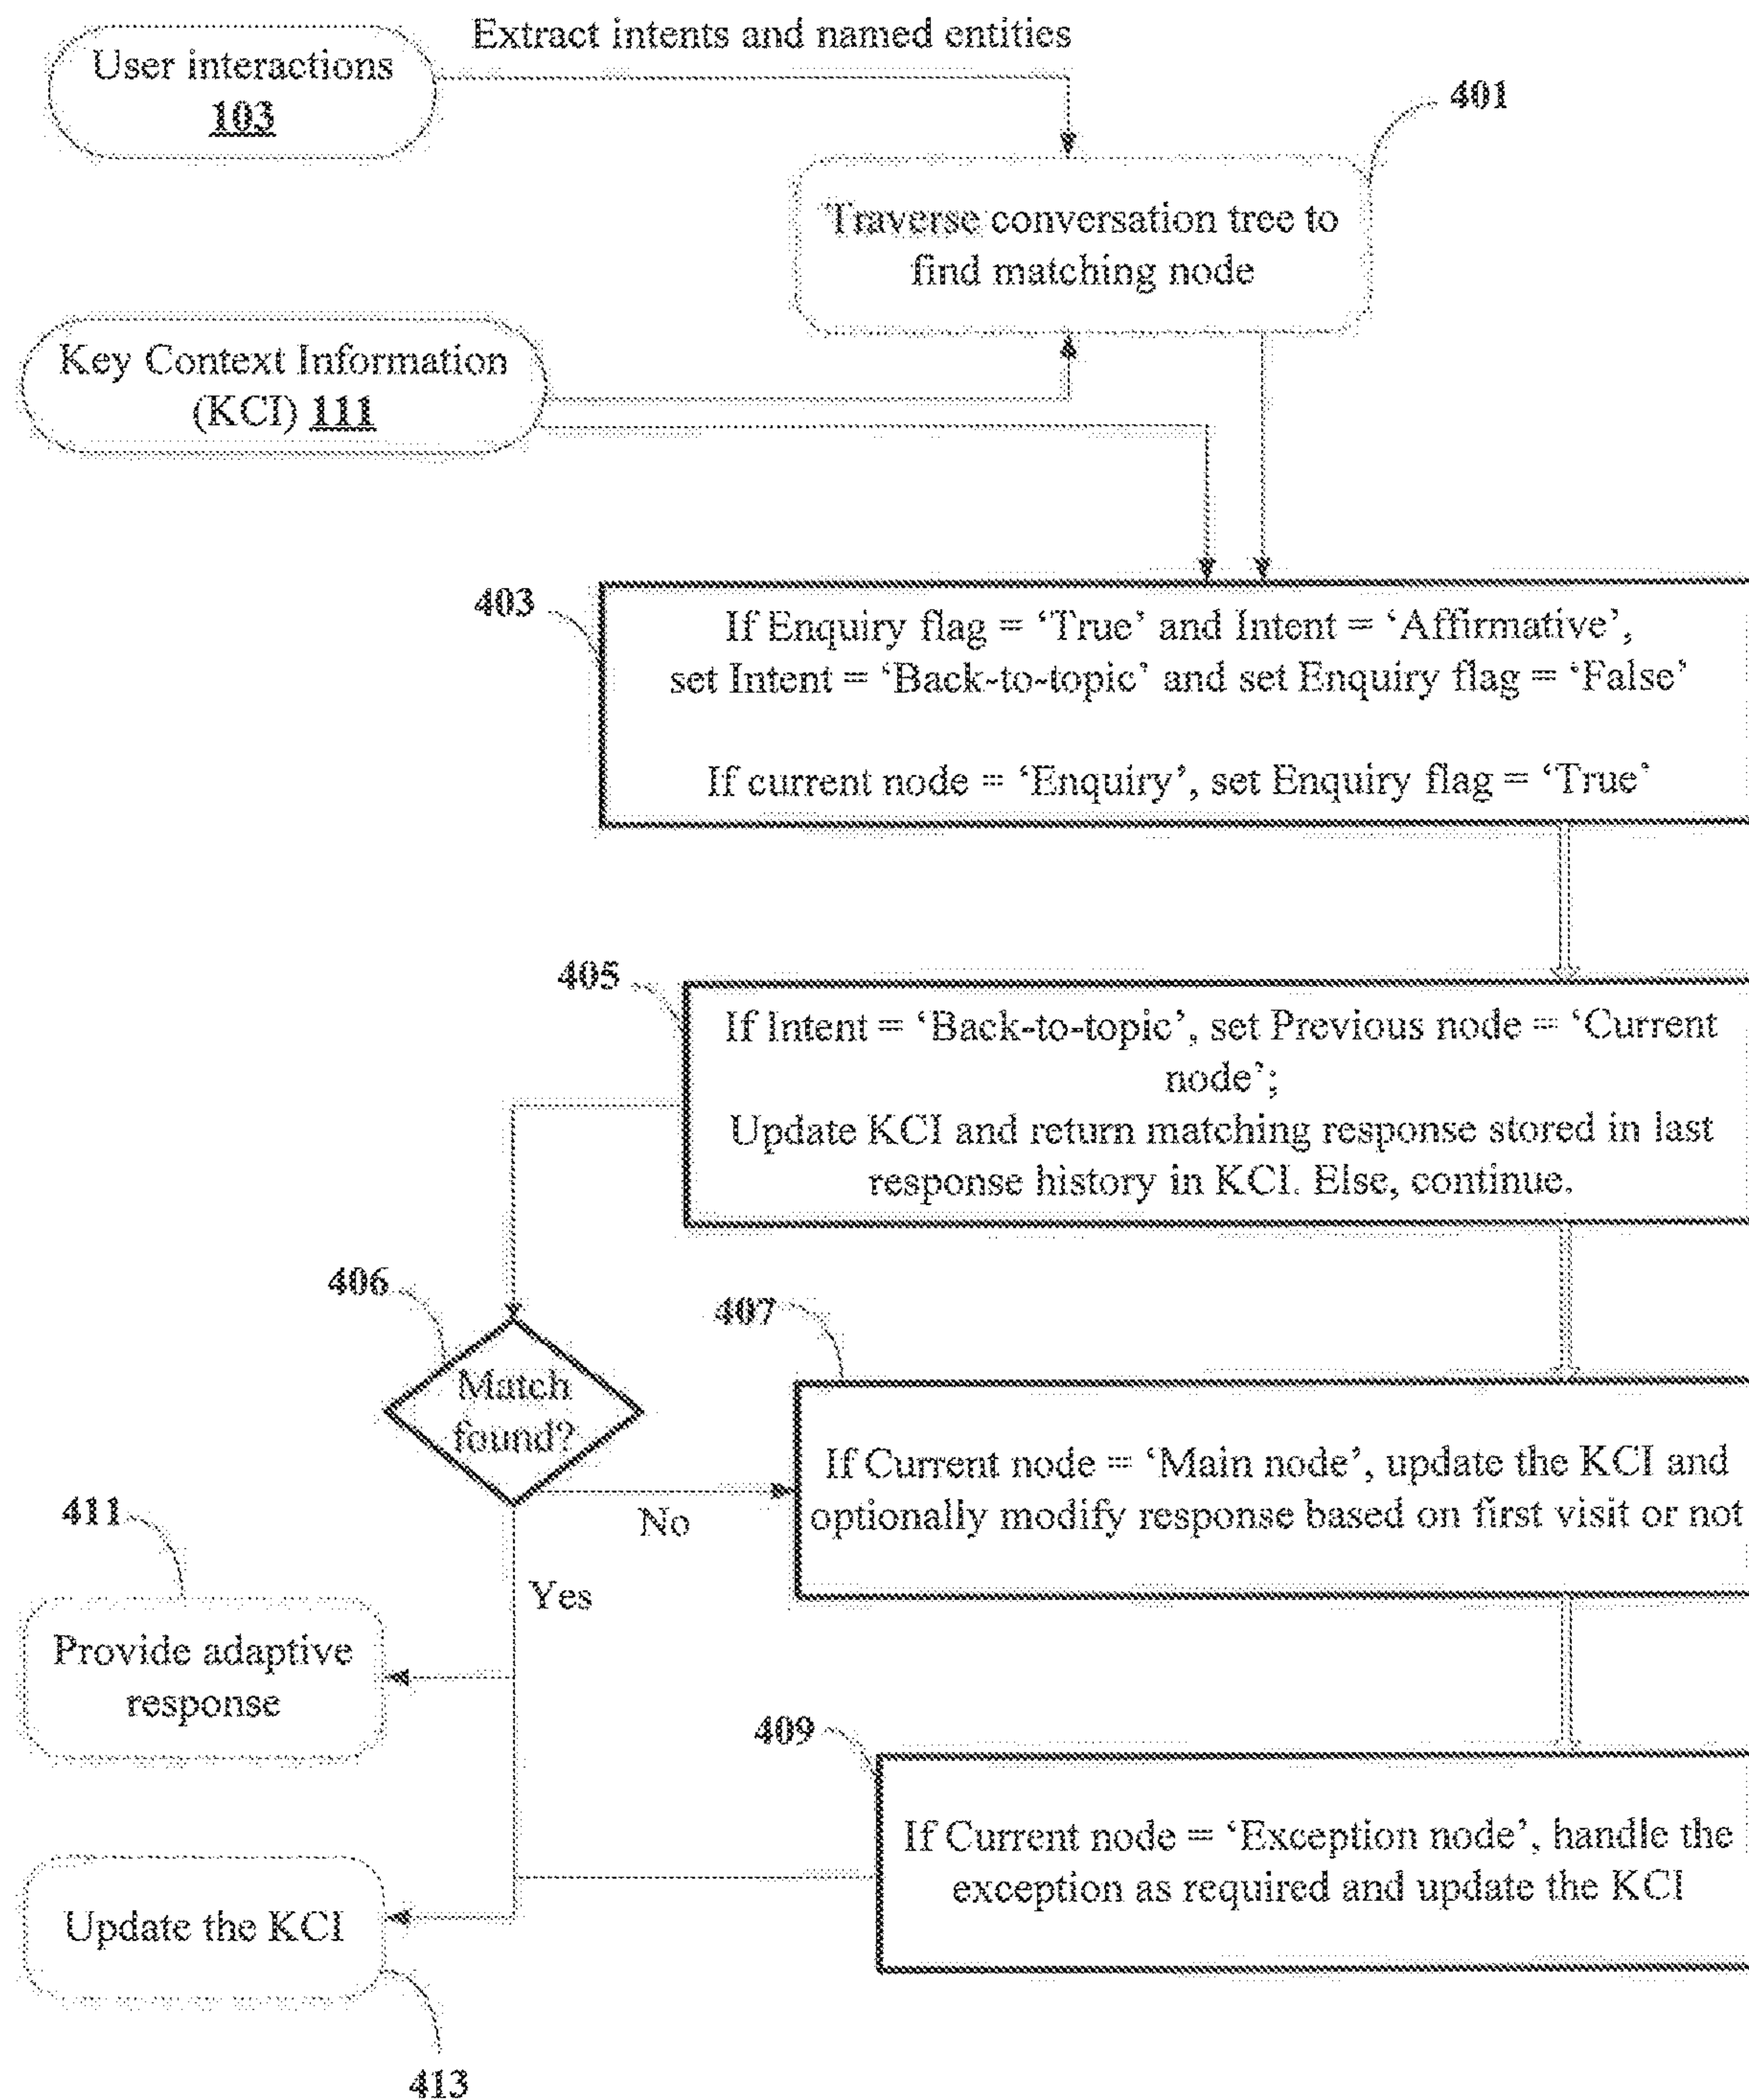 Extract intents and named entities
User interactions
103
401
Traverse conversation tree to
find matching node
Key Context Information
(KCI) 111
403
If Enquiry flag = ‘True’ and Intent = ‘Affirmative’,
set Intent = ‘Back-to-topic’ and set Enquiry flag = ‘False’
If current node = ‘Enquiry’, set Enquiry flag = ‘True’
405
If Intent = ‘Back-to-topic’, set Previous node = ‘Current
node’;
Update KCI and return matching response stored in last
response history in KCI. Else, continue.
406
Match
found?
407
If Current node = ‘Main node’, update the KCI and
optionally modify response based on first visit or not
No
Yes
411
Provide adaptive
response
409
If Current node = ‘Exception node’, handle the
exception as required and update the KCI
Update the KCI
413